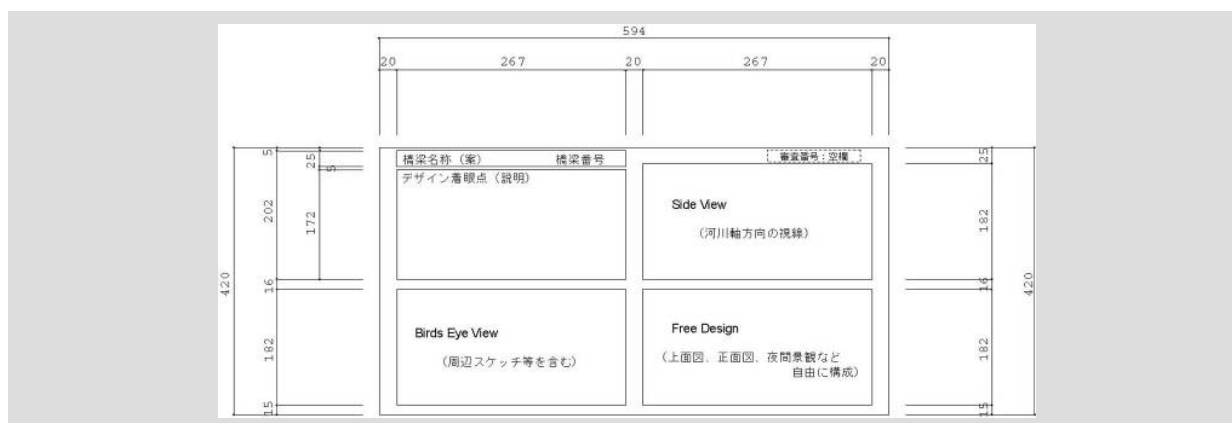 594
20 267 20 267 20
5 25 5 202 172 16 182 15 420
橋梁名称（案） 橋梁番号
審査番号：空欄
デザイン着眼点（説明）
Side View
（河川軸方向の視線）
Birds Eye View
（周辺スケッチ等を含む）
Free Design
（上面図、正面図、夜間景観など
自由に構成）
25 182 16 182 15 420